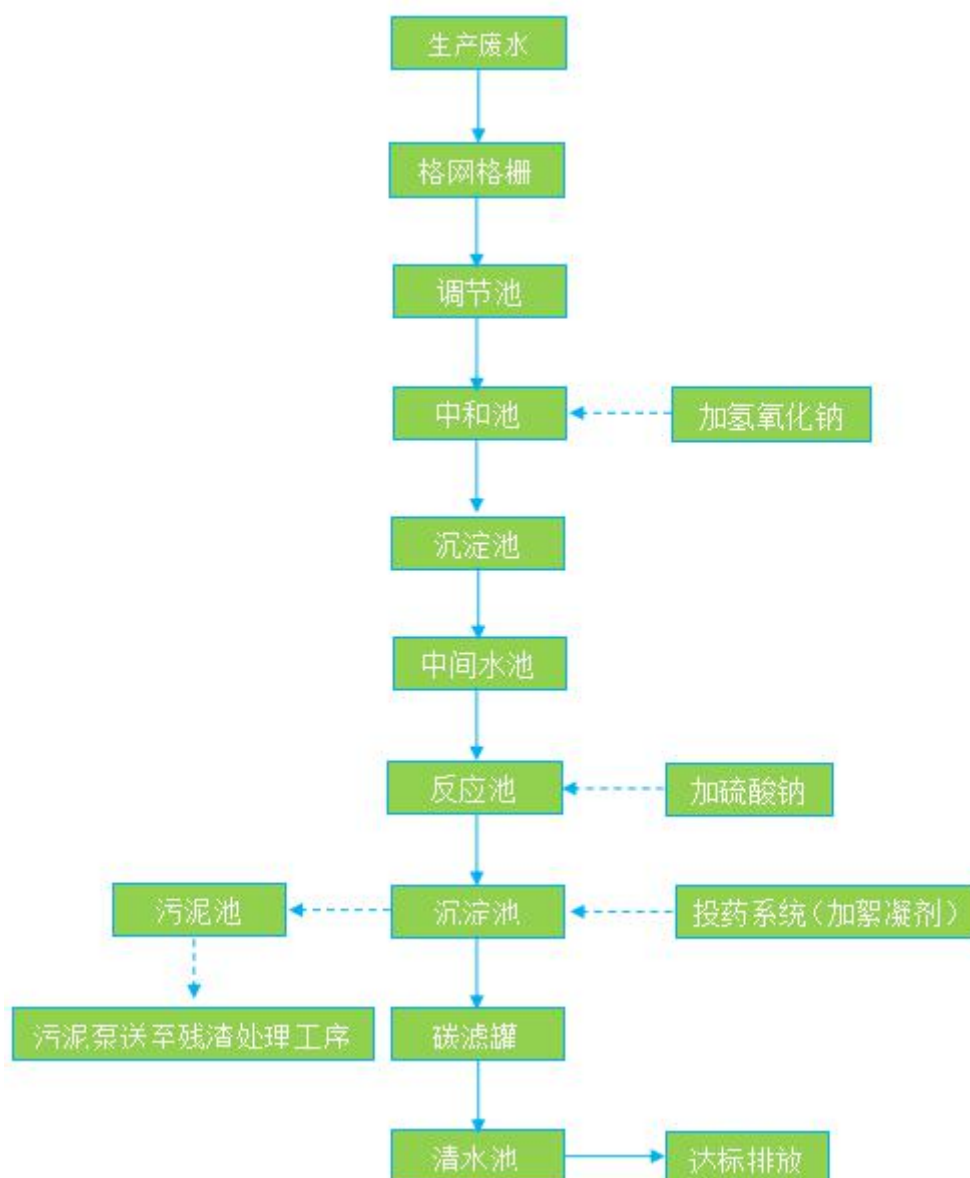 生产废水
格网格栅
调节池
中和池
加氢氧化钠
沉淀池
中间水池
反应池
加硫酸钠
污泥池
沉淀池
投药系统（加絮凝剂）
污泥泵送至残渣处理工序
碳滤罐
清水池
达标排放